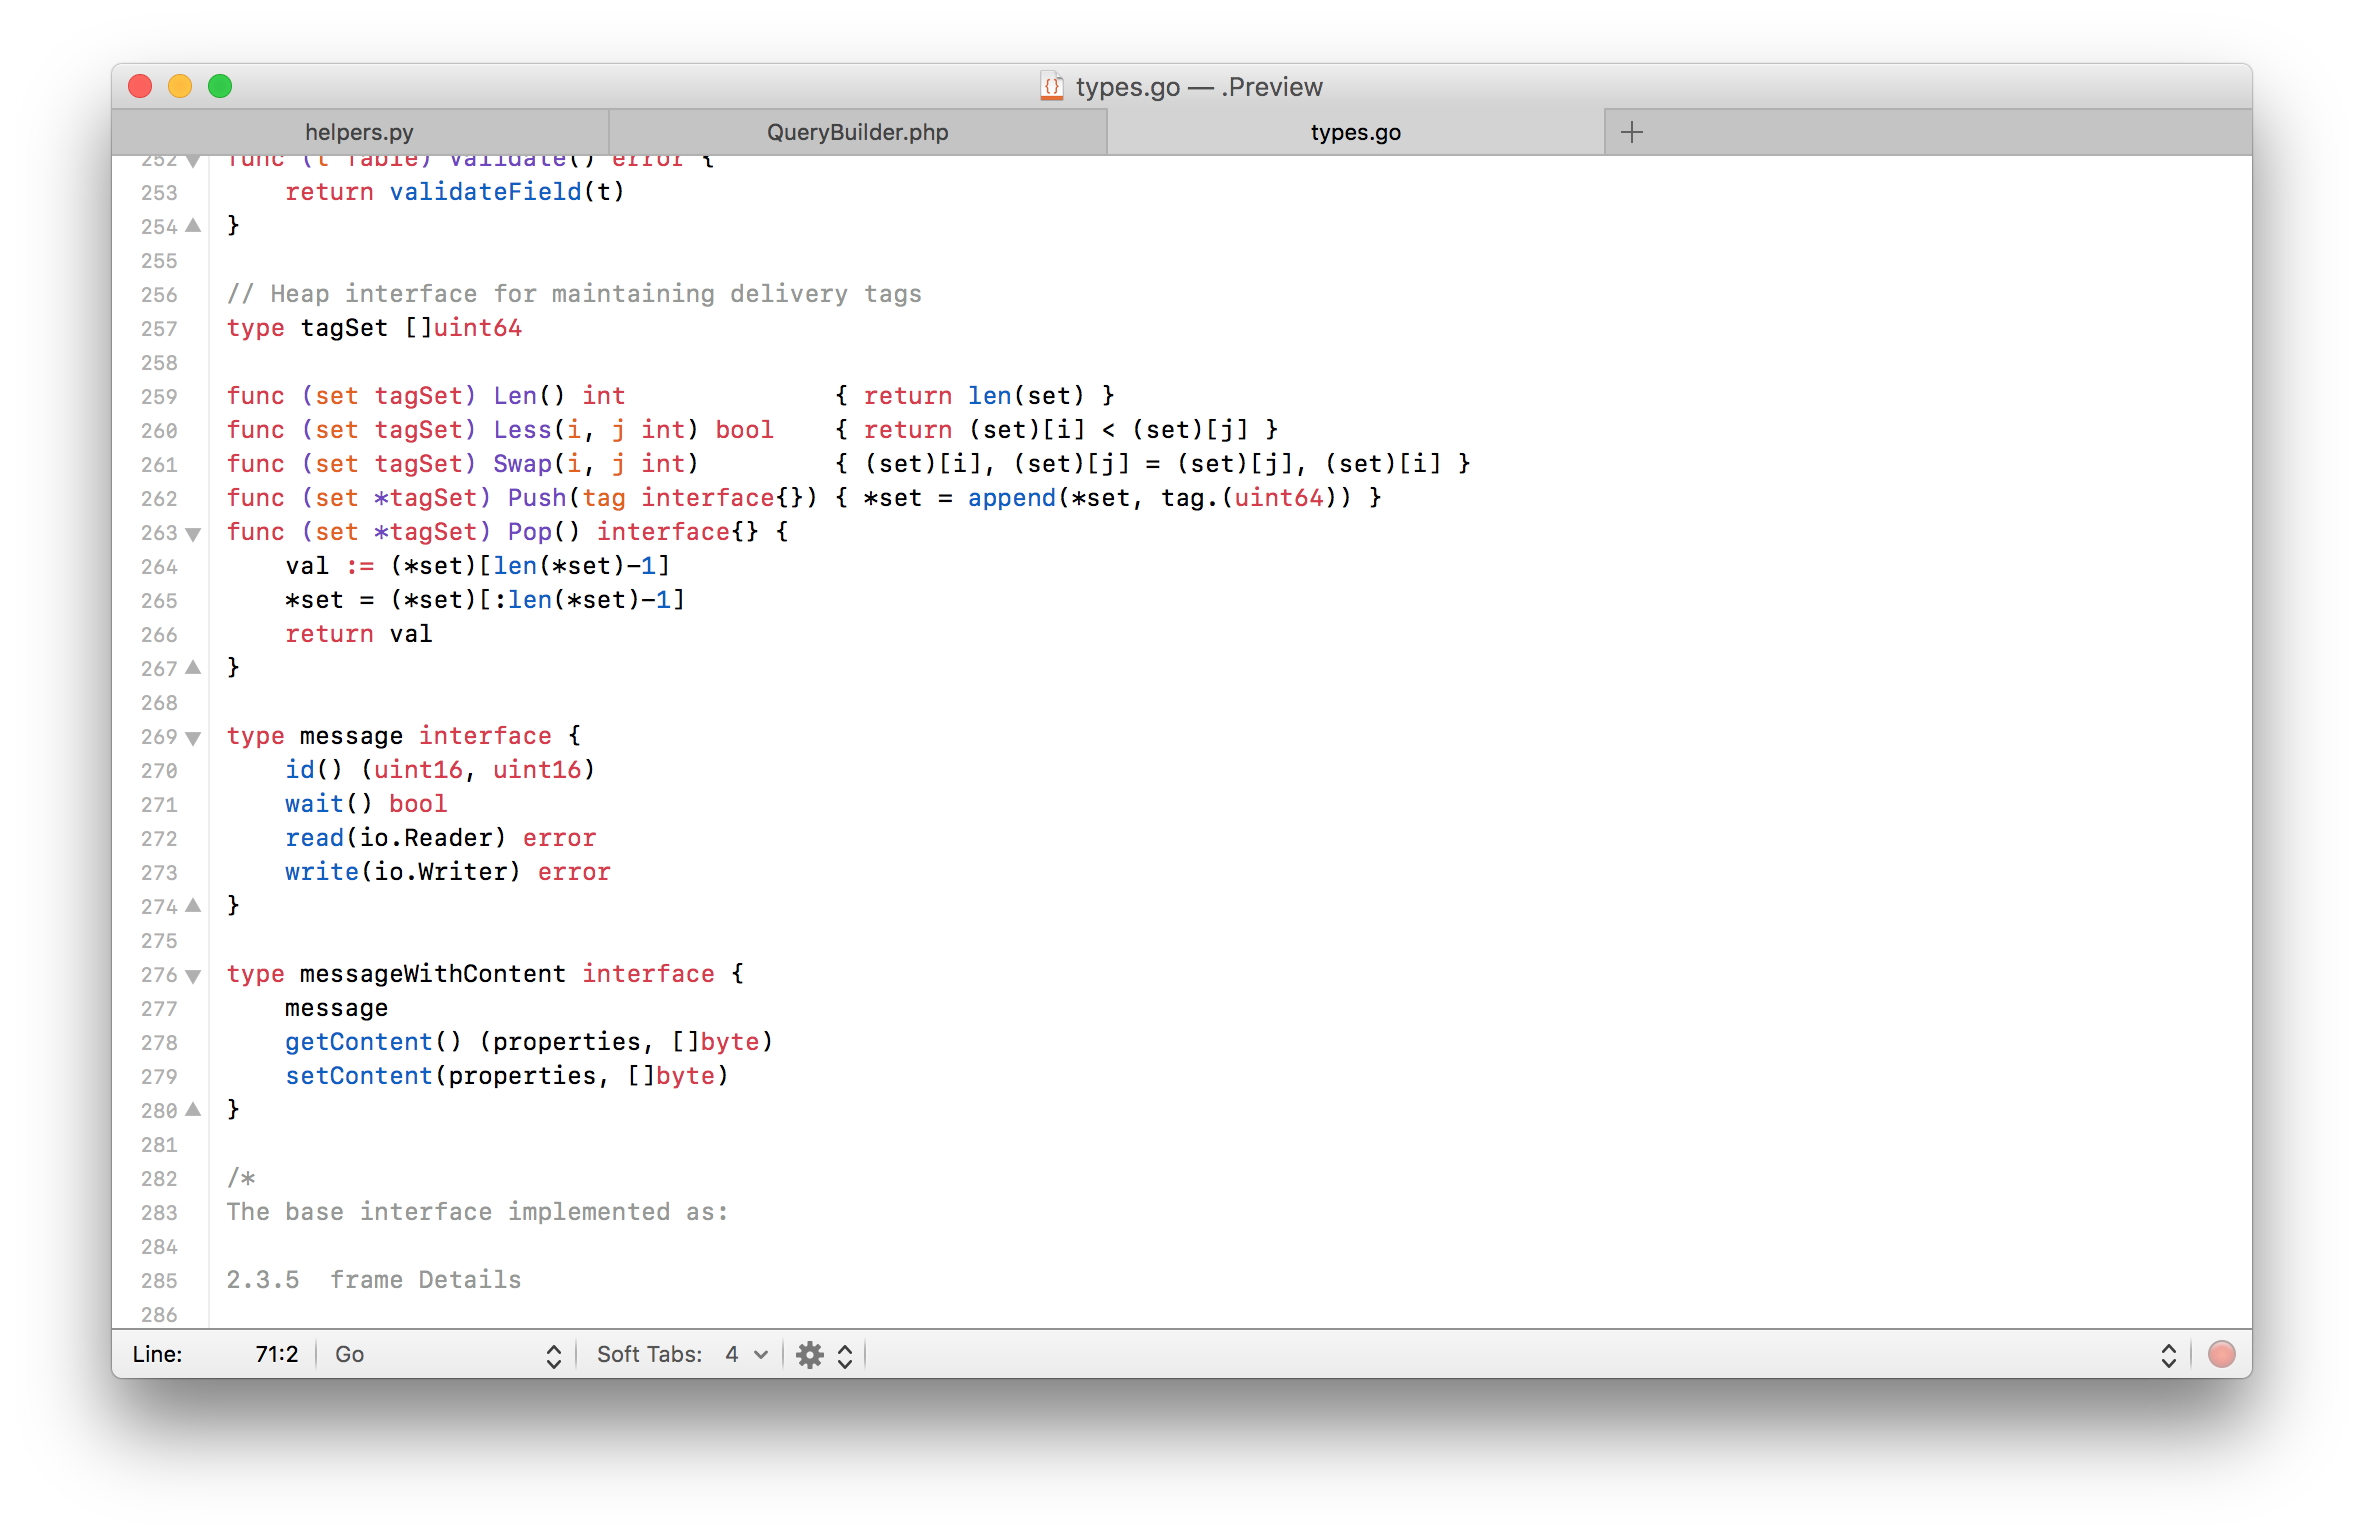 types.go — .Preview
helpers.py QueryBuilder.php types.go
252 func (t Table) Validate() error {
253     return validateField(t)
254 }
255
256 // Heap interface for maintaining delivery tags
257 type tagSet []uint64
258
259 func (set tagSet) Len() int              { return len(set) }
260 func (set tagSet) Less(i, j int) bool    { return (set)[i] < (set)[j] }
261 func (set tagSet) Swap(i, j int)         { (set)[i], (set)[j] = (set)[j], (set)[i] }
262 func (set *tagSet) Push(tag interface{}) { *set = append(*set, tag.(uint64)) }
263 func (set *tagSet) Pop() interface{} {
264     val := (*set)[len(*set)-1]
265     *set = (*set)[:len(*set)-1]
266     return val
267 }
268
269 type message interface {
270     id() (uint16, uint16)
271     wait() bool
272     read(io.Reader) error
273     write(io.Writer) error
274 }
275
276 type messageWithContent interface {
277     message
278     getContent() (properties, []byte)
279     setContent(properties, []byte)
280 }
281
282 /*
283 The base interface implemented as:
284
285 2.3.5  frame Details
286
Line: 71:2 Go Soft Tabs: 4